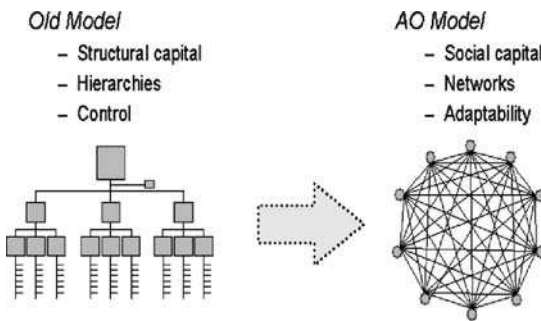 Old Model
– Structural capital
– Hierarchies
– Control
AO Model
– Social capital
– Networks
– Adaptability